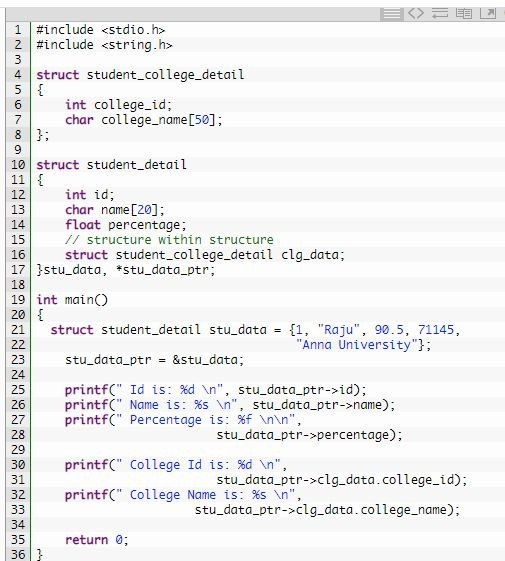 1 #include <stdio.h>
2 #include <string.h>
3
4 struct student_college_detail
5 {
6     int college_id;
7     char college_name[50];
8 };
9
10 struct student_detail
11 {
12     int id;
13     char name[20];
14     float percentage;
15     // structure within structure
16     struct student_college_detail clg_data;
17 }stu_data, *stu_data_ptr;
18
19 int main()
20 {
21   struct student_detail stu_data = {1, "Raju", 90.5, 71145,
22                                     "Anna University"};
23     stu_data_ptr = &stu_data;
24
25     printf(" Id is: %d \n", stu_data_ptr->id);
26     printf(" Name is: %s \n", stu_data_ptr->name);
27     printf(" Percentage is: %f \n\n",
28                          stu_data_ptr->percentage);
29
30     printf(" College Id is: %d \n",
31                          stu_data_ptr->clg_data.college_id);
32     printf(" College Name is: %s \n",
33                       stu_data_ptr->clg_data.college_name);
34
35     return 0;
36 }